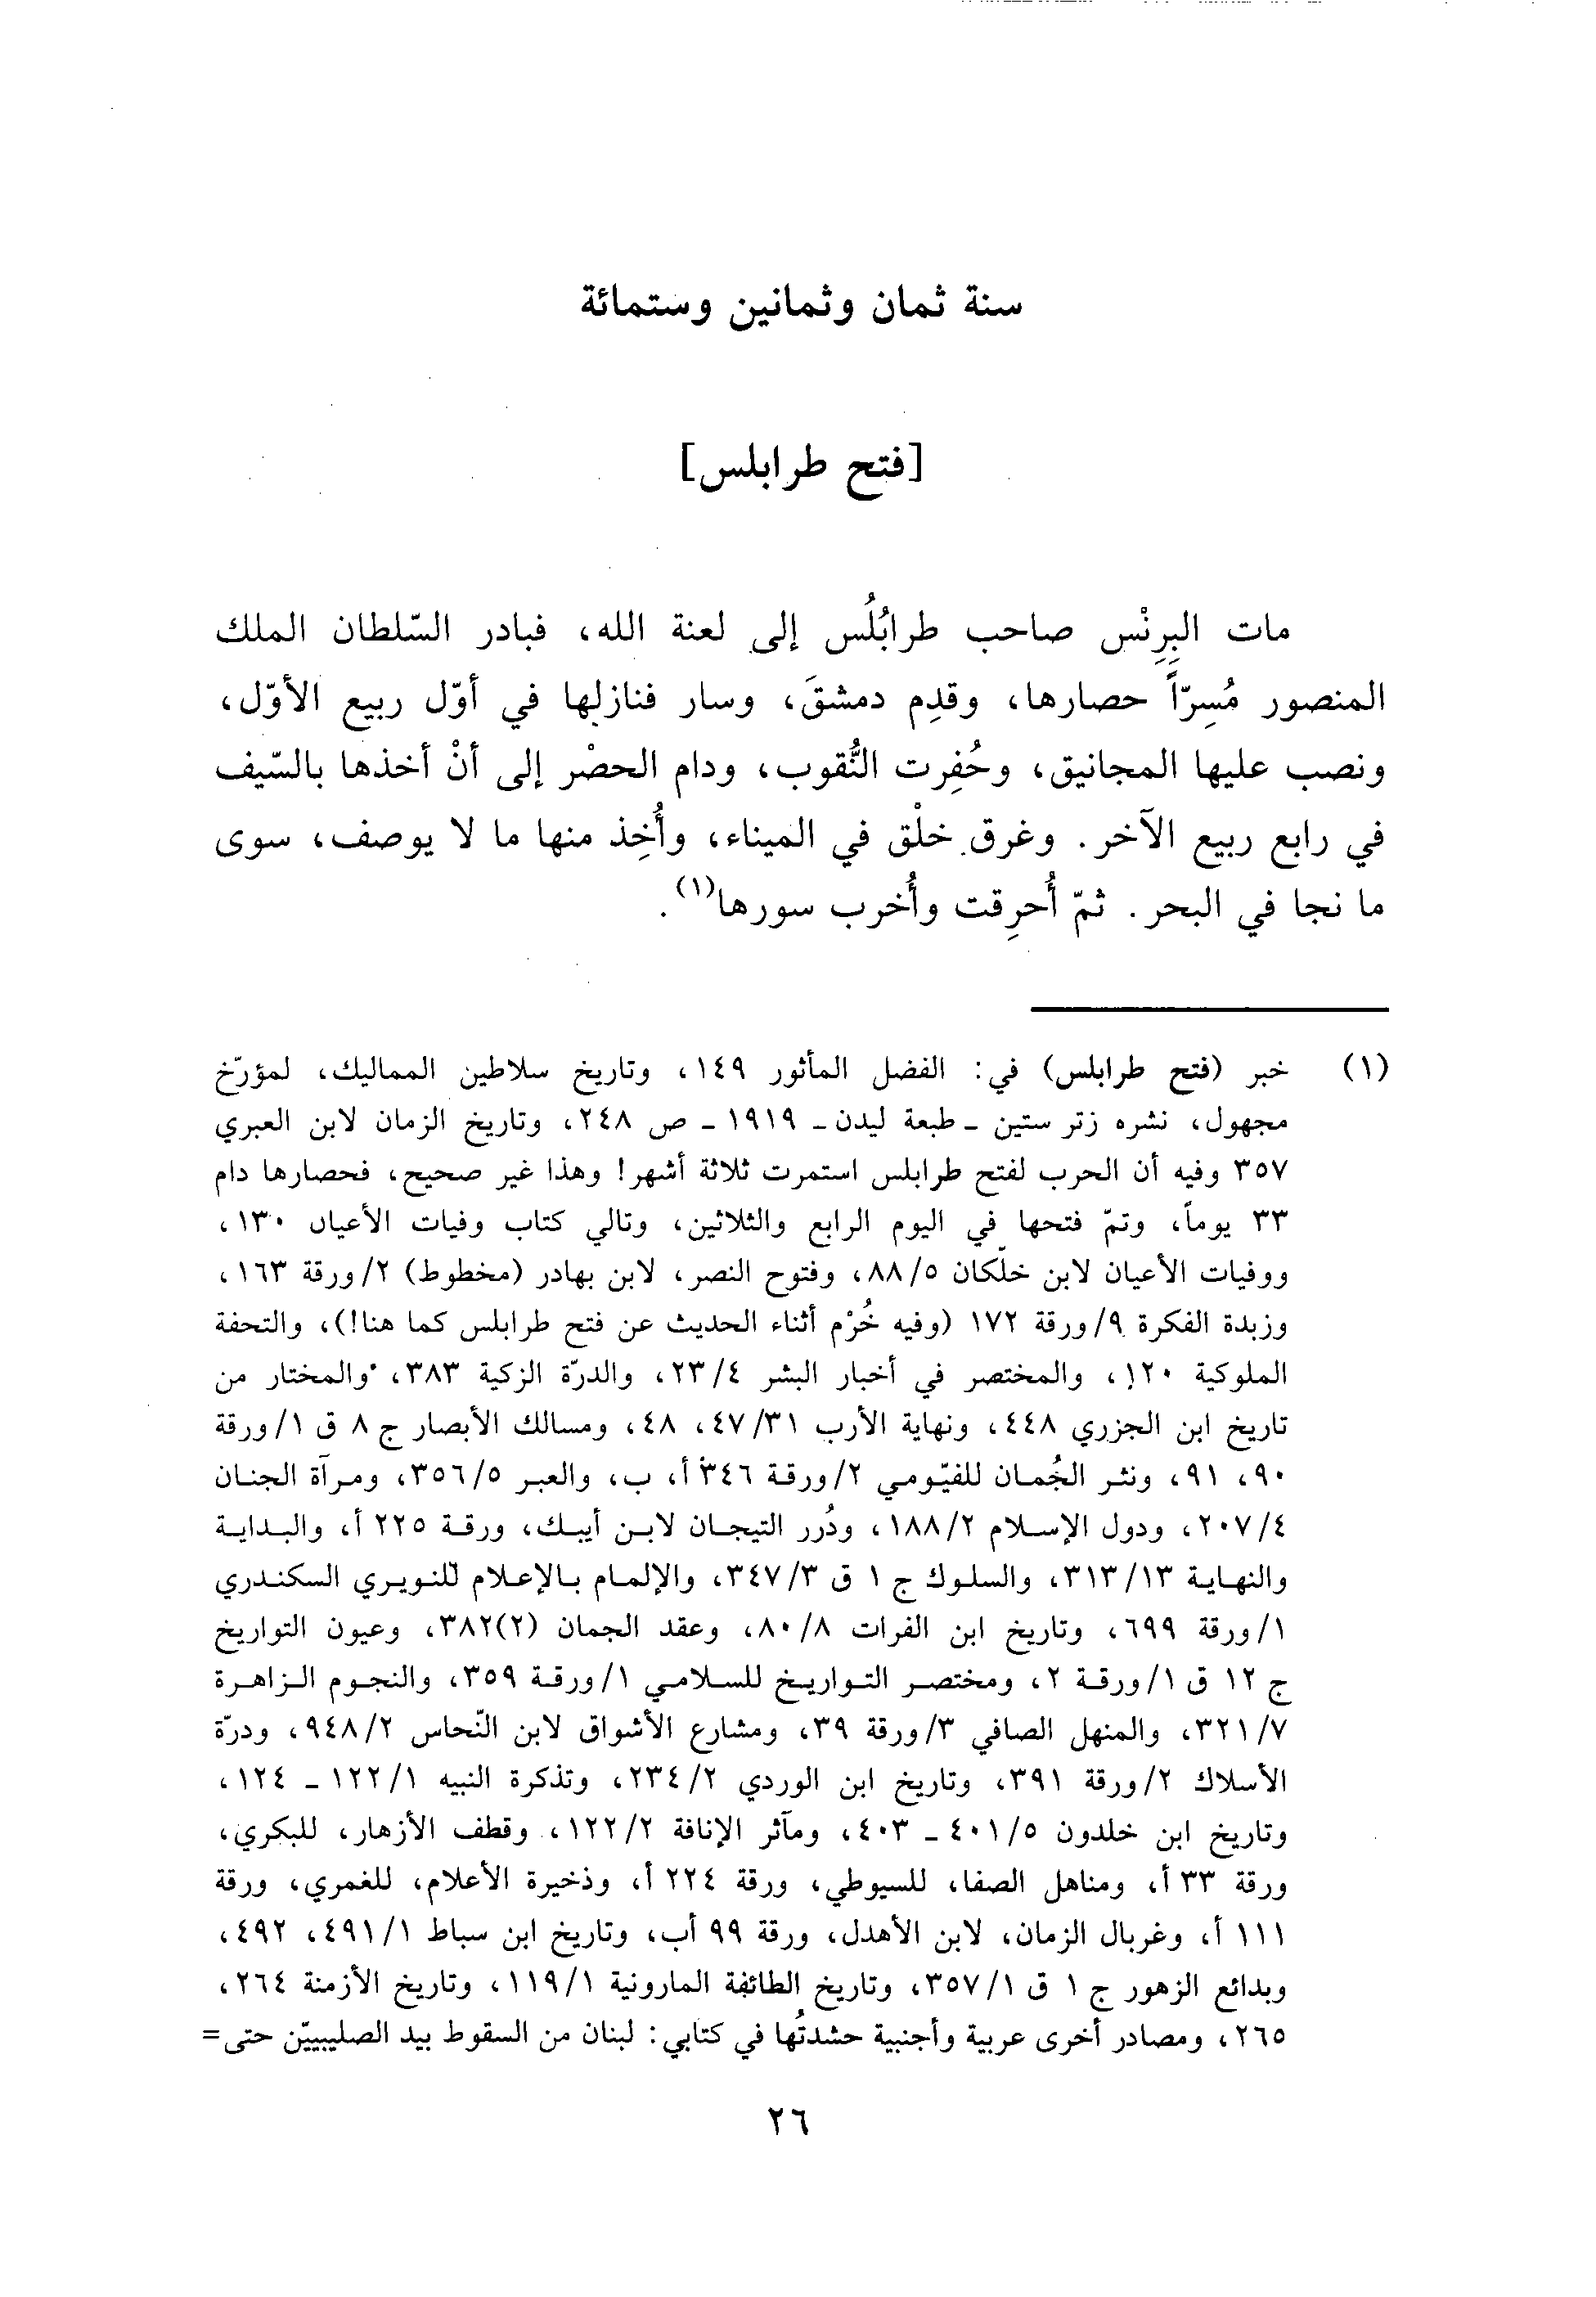 سنة ثمان وثمانين وستمائة
[فتح طرابلس]
مات البِرِنْس صاحب طرابُلُس إلى لعنة الله، فبادر السّلطان الملك
المنصور مُسِرّاً حصارها، وقدِم دمشقَ، وسار فنازلها في أوّل ربيع الأوّل،
ونصب عليها المجانيق، وحُفِرت النُّقوب، ودام الحصْر إلى أنْ أخذها بالسّيف
في رابع ربيع الآخر. وغرق خلْق في الميناء، وأُخِذ منها ما لا يوصف، سوى
ما نجا في البحر. ثمّ أُحرِقت وأُخرب سورها(١).
(١) خبر (فتح طرابلس) في: الفضل المأثور ١٤٩، وتاريخ سلاطين المماليك، لمؤرّخ
مجهول، نشره زتر ستين ـ طبعة ليدن ـ ١٩١٩ ـ ص ٢٤٨، وتاريخ الزمان لابن العبري
٣٥٧ وفيه أن الحرب لفتح طرابلس استمرت ثلاثة أشهر! وهذا غير صحيح، فحصارها دام
٣٣ يوماً، وتمّ فتحها في اليوم الرابع والثلاثين، وتالي كتاب وفيات الأعيان ١٣٠،
ووفيات الأعيان لابن خلّكان ٨٨/٥، وفتوح النصر، لابن بهادر (مخطوط) ٢/ورقة ١٦٣،
وزبدة الفكرة ٩/ورقة ١٧٢ (وفيه خُرْم أثناء الحديث عن فتح طرابلس كما هنا!)، والتحفة
الملوكية ١٢٠، والمختصر في أخبار البشر ٢٣/٤، والدرّة الزكية ٣٨٣، والمختار من
تاريخ ابن الجزري ٤٤٨، ونهاية الأرب ٤٧/٣١، ٤٨، ومسالك الأبصار ج ٨ ق ١/ورقة
٩٠، ٩١، ونثر الجُمان للفيّومي ٢/ورقة ٣٤٦ أ، ب، والعبر ٣٥٦/٥، ومرآة الجنان
٢٠٧/٤، ودول الإسلام ١٨٨/٢، ودُرر التيجان لابن أيبك، ورقة ٢٢٥ أ، والبداية
والنهاية ٣١٣/١٣، والسلوك ج ١ ق ٣٤٧/٣، والإلمام بالإعلام للنويري السكندري
١/ورقة ٦٩٩، وتاريخ ابن الفرات ٨٠/٨، وعقد الجمان (٢)٣٨٢، وعيون التواريخ
ج ١٢ ق ١/ورقة ٢، ومختصر التواريخ للسلامي ١/ورقة ٣٥٩، والنجوم الزاهرة
٣٢١/٧، والمنهل الصافي ٣/ورقة ٣٩، ومشارع الأشواق لابن النّحاس ٩٤٨/٢، ودرّة
الأسلاك ٢/ورقة ٣٩١، وتاريخ ابن الوردي ٢٣٤/٢، وتذكرة النبيه ١٢٢/١ ـ ١٢٤،
وتاريخ ابن خلدون ٤٠١/٥ ـ ٤٠٣، ومآثر الإنافة ١٢٢/٢، وقطف الأزهار، للبكري،
ورقة ٣٣ أ، ومناهل الصفا، للسيوطي، ورقة ٢٢٤ أ، وذخيرة الأعلام، للغمري، ورقة
١١١ أ، وغربال الزمان، لابن الأهدل، ورقة ٩٩ أب، وتاريخ ابن سباط ٤٩١/١، ٤٩٢،
وبدائع الزهور ج ١ ق ٣٥٧/١، وتاريخ الطائفة المارونية ١١٩/١، وتاريخ الأزمنة ٢٦٤،
٢٦٥، ومصادر أخرى عربية وأجنبية حشدتُها في كتابي: لبنان من السقوط بيد الصليبيّن حتى=
٢٦